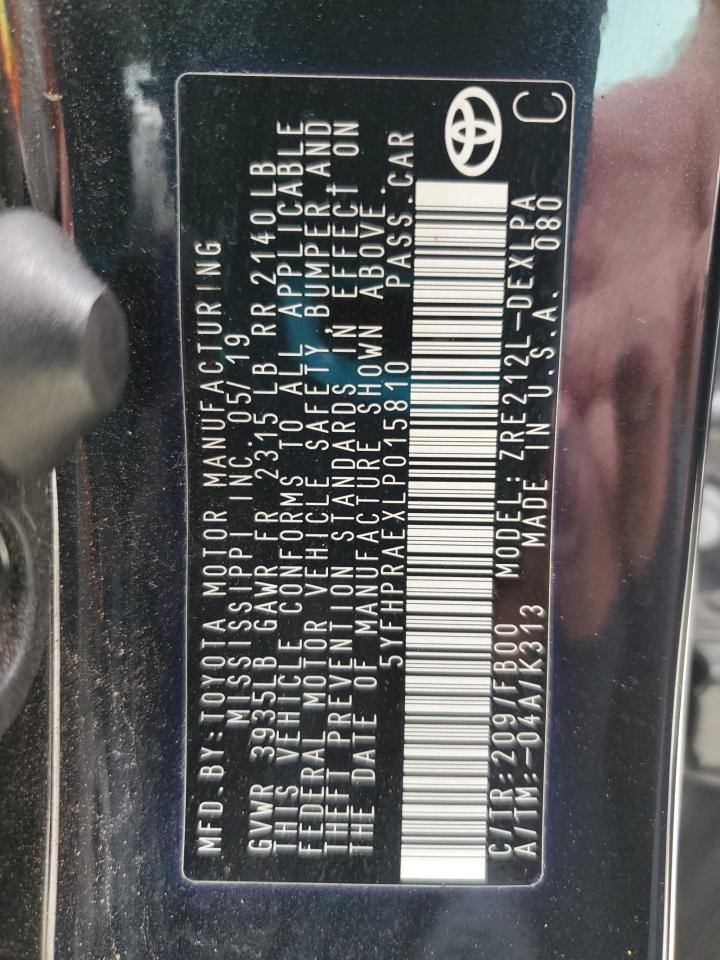 MFD.BY:TOYOTA MOTOR MANUFACTURING
MISSISSIPPI INC. 05/19
GVWR 3935LB GAWR FR 2315 LB RR 2140LB
THIS VEHICLE CONFORMS TO ALL APPLICABLE
FEDERAL MOTOR VEHICLE SAFETY,BUMPER AND
THEFT PREVENTION STANDARDS IN EFFECT ON
THE DATE OF MANUFACTURE SHOWN ABOVE.
5YFHPRAEXLP015810 PASS.CAR
C/TR:209/FB00 MODEL:ZRE212L-DEXLPA
A/TM:-04A/K313 MADE IN U.S.A. 080
C